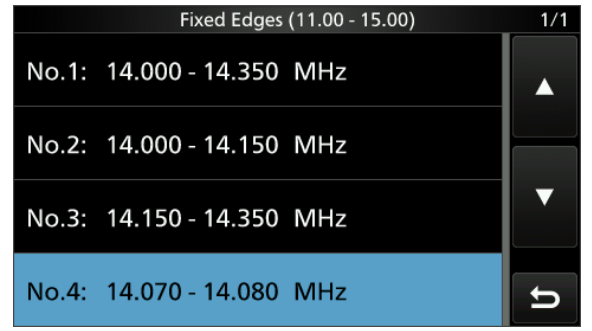 Fixed Edges (11.00 - 15.00) 1/1
No.1: 14.000 - 14.350 MHz
No.2: 14.000 - 14.150 MHz
No.3: 14.150 - 14.350 MHz
No.4: 14.070 - 14.080 MHz